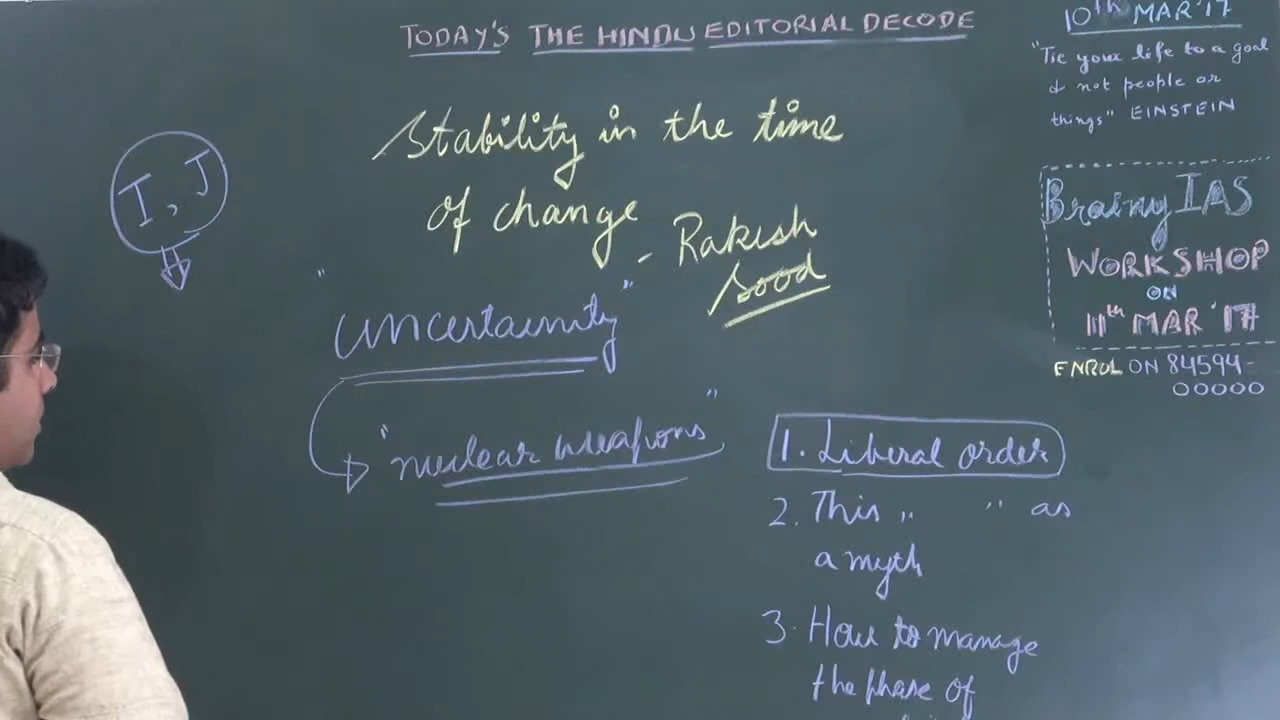 TODAY'S THE HINDU EDITORIAL DECODE
10th MAR'17
"Tie your life to a goal
& not people or
things" EINSTEIN
Stability in the time
of change
- Rakesh
Sood
I, J
"uncertainity"
"nuclear weapons"
Brainy IAS
WORKSHOP
ON
11th MAR '17
ENROL ON 84594-
00000
1. Liberal order
2. This " " as
a myth
3. How to manage
the phase of